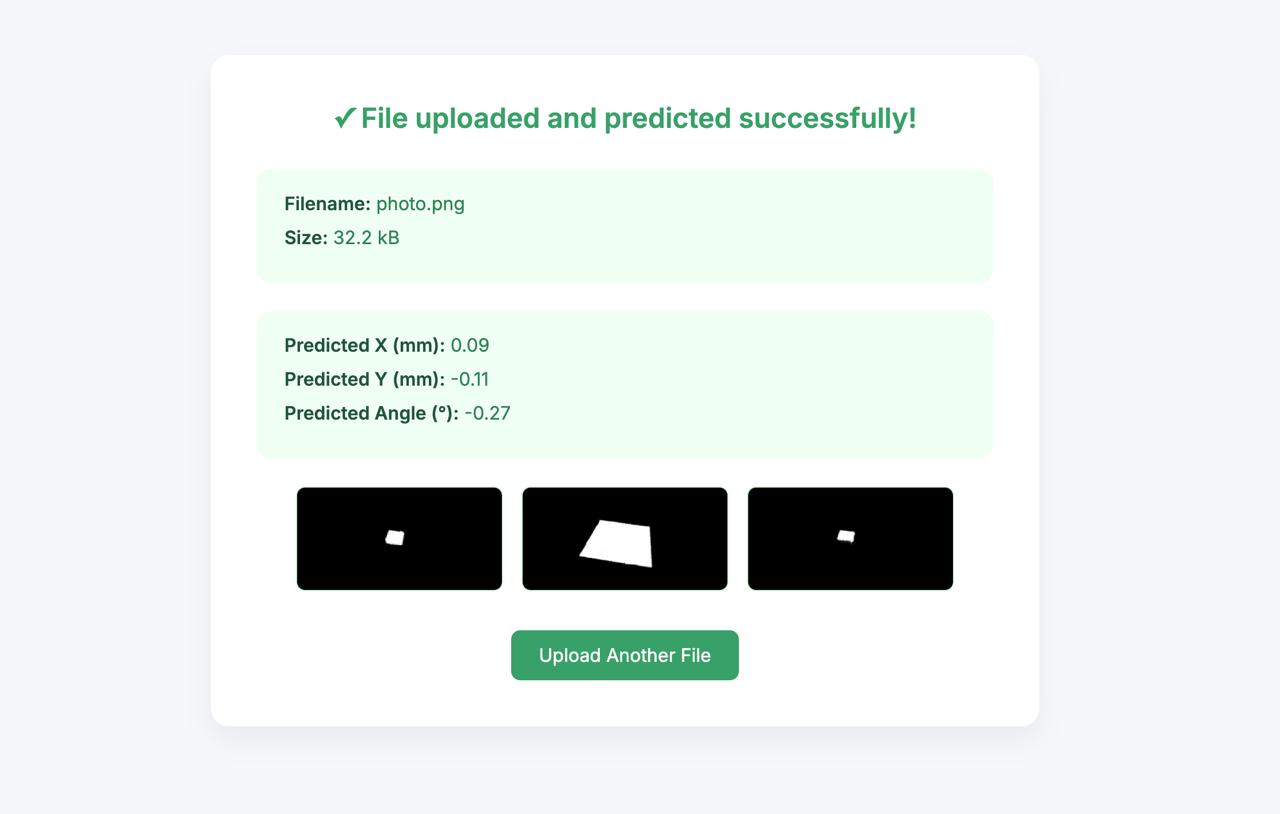 ✓ File uploaded and predicted successfully!
Filename: photo.png
Size: 32.2 kB
Predicted X (mm): 0.09
Predicted Y (mm): -0.11
Predicted Angle (°): -0.27
Upload Another File